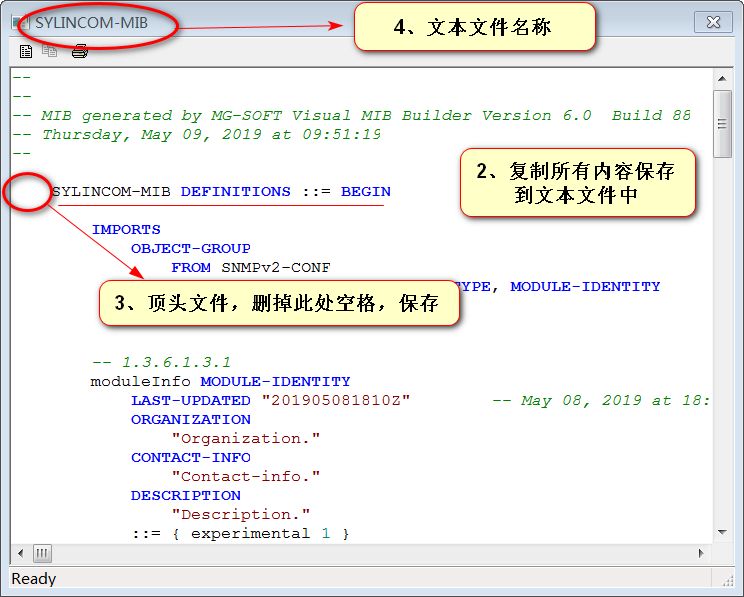 SYLINCOM-MIB
4、文本文件名称
--
--
-- MIB generated by MG-SOFT Visual MIB Builder Version 6.0  Build 88
-- Thursday, May 09, 2019 at 09:51:19
--
2、复制所有内容保存
到文本文件中
SYLINCOM-MIB DEFINITIONS ::= BEGIN
IMPORTS
OBJECT-GROUP
FROM SNMPv2-CONF
YPE, MODULE-IDENTITY
3、顶头文件，删掉此处空格，保存
-- 1.3.6.1.3.1
moduleInfo MODULE-IDENTITY
LAST-UPDATED "201905081810Z"        -- May 08, 2019 at 18:
ORGANIZATION
"Organization."
CONTACT-INFO
"Contact-info."
DESCRIPTION
"Description."
::= { experimental 1 }
Ready